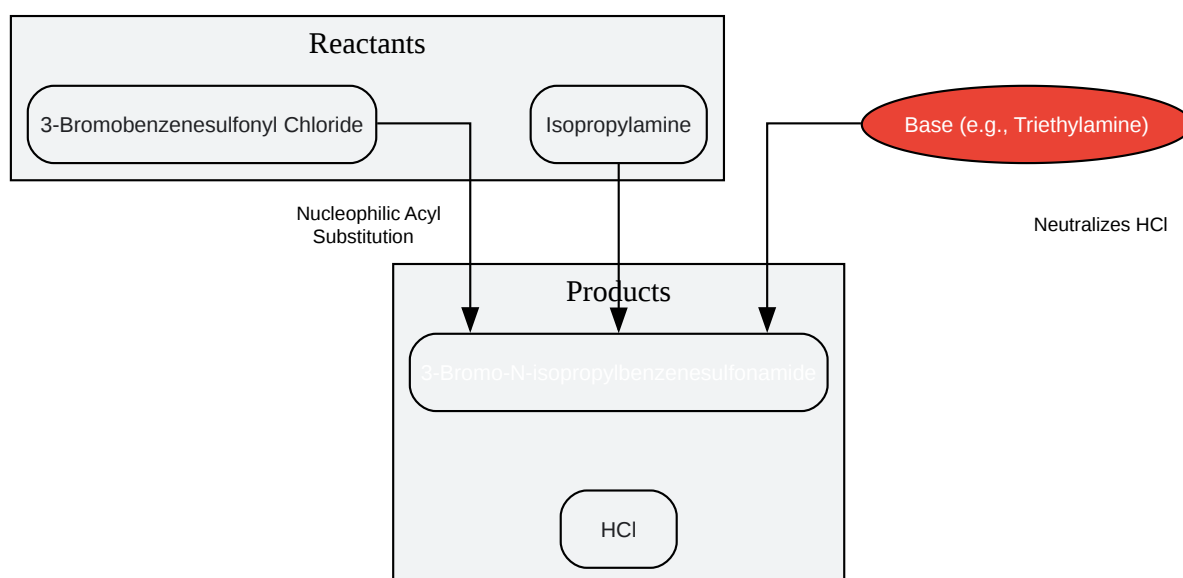 Reactants
3-Bromobenzenesulfonyl Chloride
Isopropylamine
Base (e.g., Triethylamine)
Nucleophilic Acyl
Substitution
Neutralizes HCl
Products
3-Bromo-N-isopropylbenzenesulfonamide
HCl